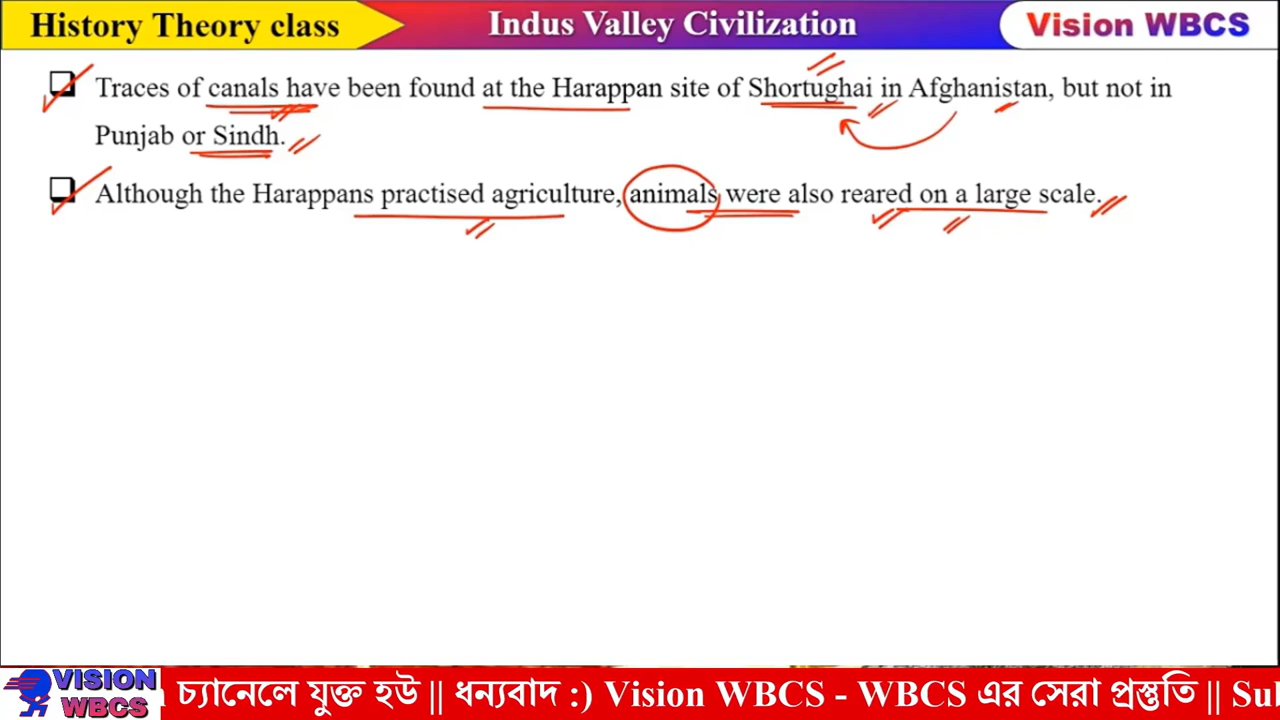 History Theory class
Indus Valley Civilization
Vision WBCS
Traces of canals have been found at the Harappan site of Shortughai in Afghanistan, but not in
Punjab or Sindh.
Although the Harappans practised agriculture, animals were also reared on a large scale.
VISION
WBCS
চ্যানেলে যুক্ত হউ || ধন্যবাদ :) Vision WBCS - WBCS এর সেরা প্রস্তুতি || Su